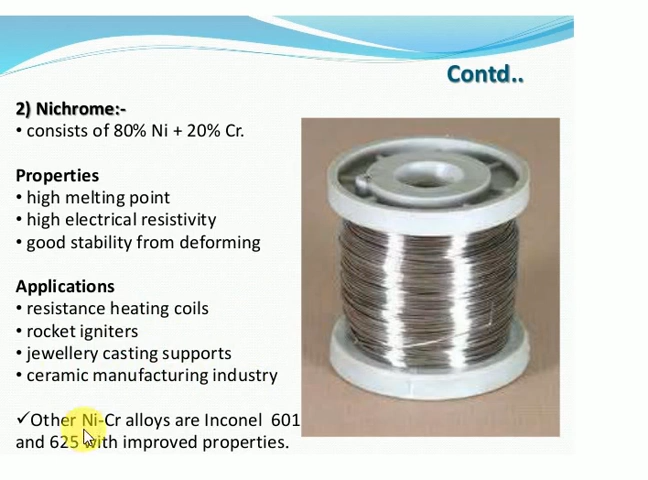 Contd..
2) Nichrome:-
• consists of 80% Ni + 20% Cr.
Properties
• high melting point
• high electrical resistivity
• good stability from deforming
Applications
• resistance heating coils
• rocket igniters
• jewellery casting supports
• ceramic manufacturing industry
✓Other Ni-Cr alloys are Inconel 601
and 625 with improved properties.